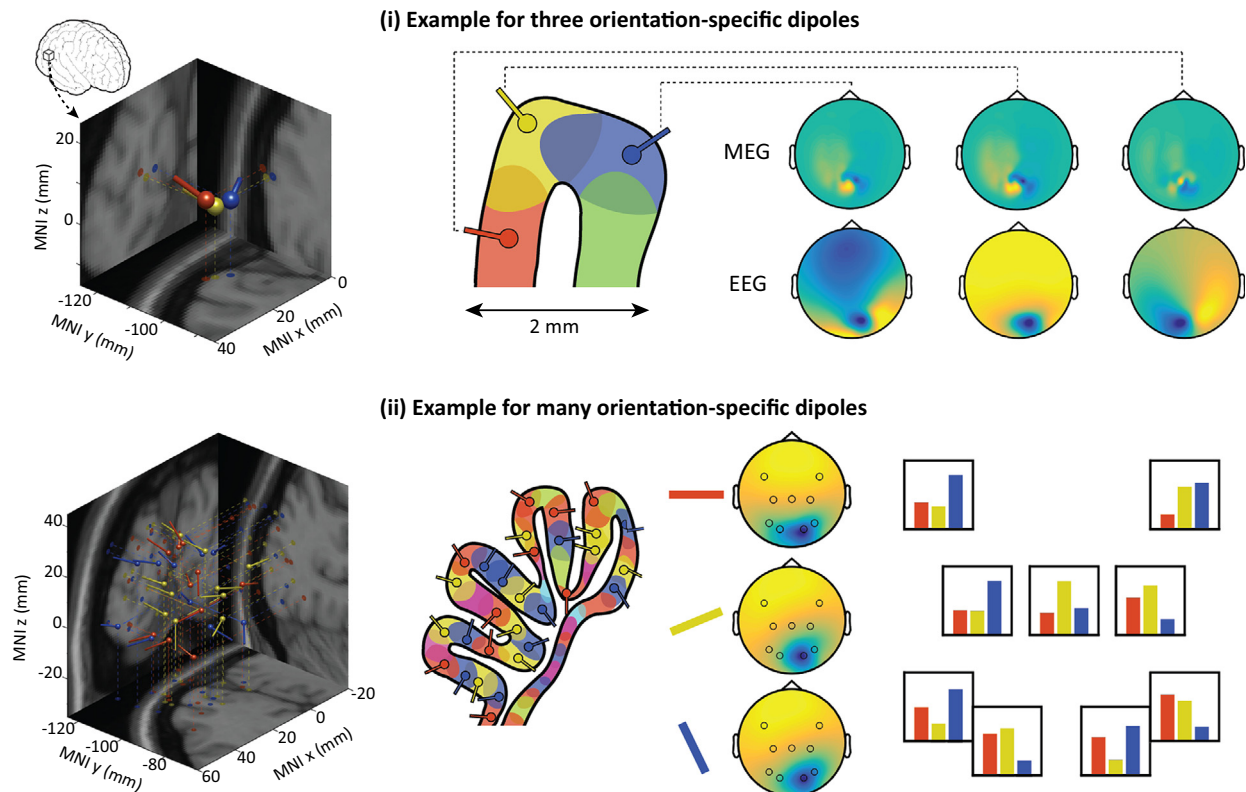 (i) Example for three orientation-specific dipoles
MEG
EEG
2 mm
20
0
MNI z (mm)
-120
-100
MNI y (mm)
40
20
0
MNI x (mm)
(ii) Example for many orientation-specific dipoles
40
20
0
-20
MNI z (mm)
-120
-100
-80
60
MNI y (mm)
40
20
0
-20
MNI x (mm)